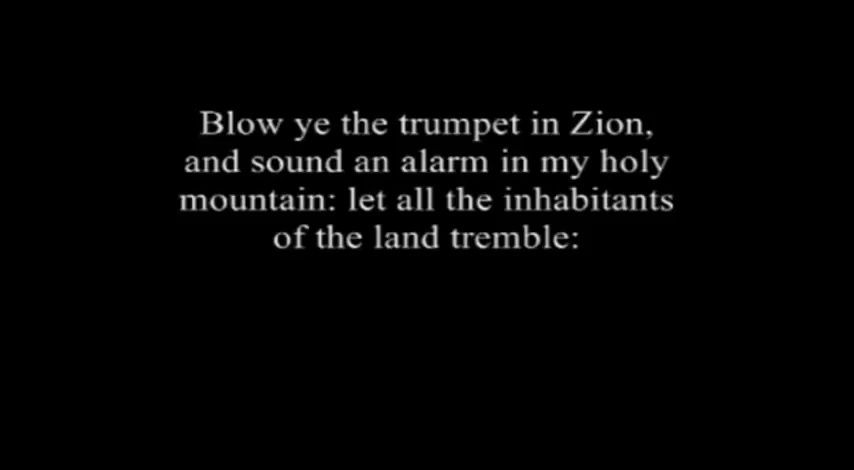 Blow ye the trumpet in Zion,
and sound an alarm in my holy
mountain: let all the inhabitants
of the land tremble: